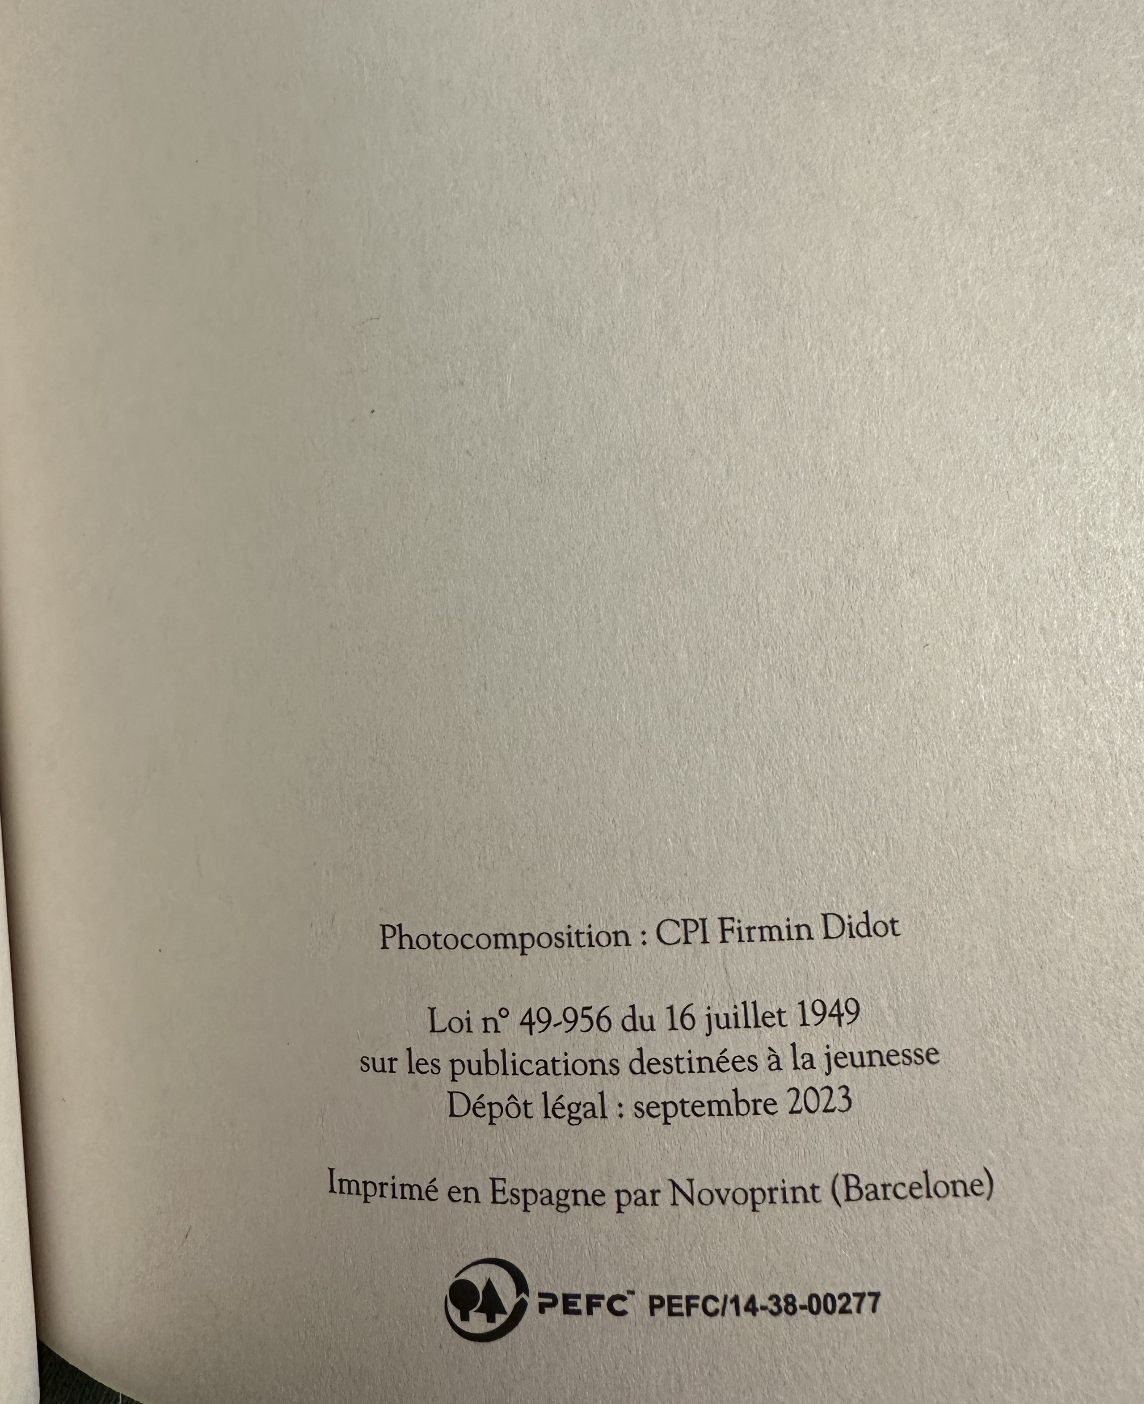 Photocomposition : CPI Firmin Didot
Loi n° 49-956 du 16 juillet 1949
sur les publications destinées à la jeunesse
Dépôt légal : septembre 2023
Imprimé en Espagne par Novoprint (Barcelone)
PEFC™ PEFC/14-38-00277